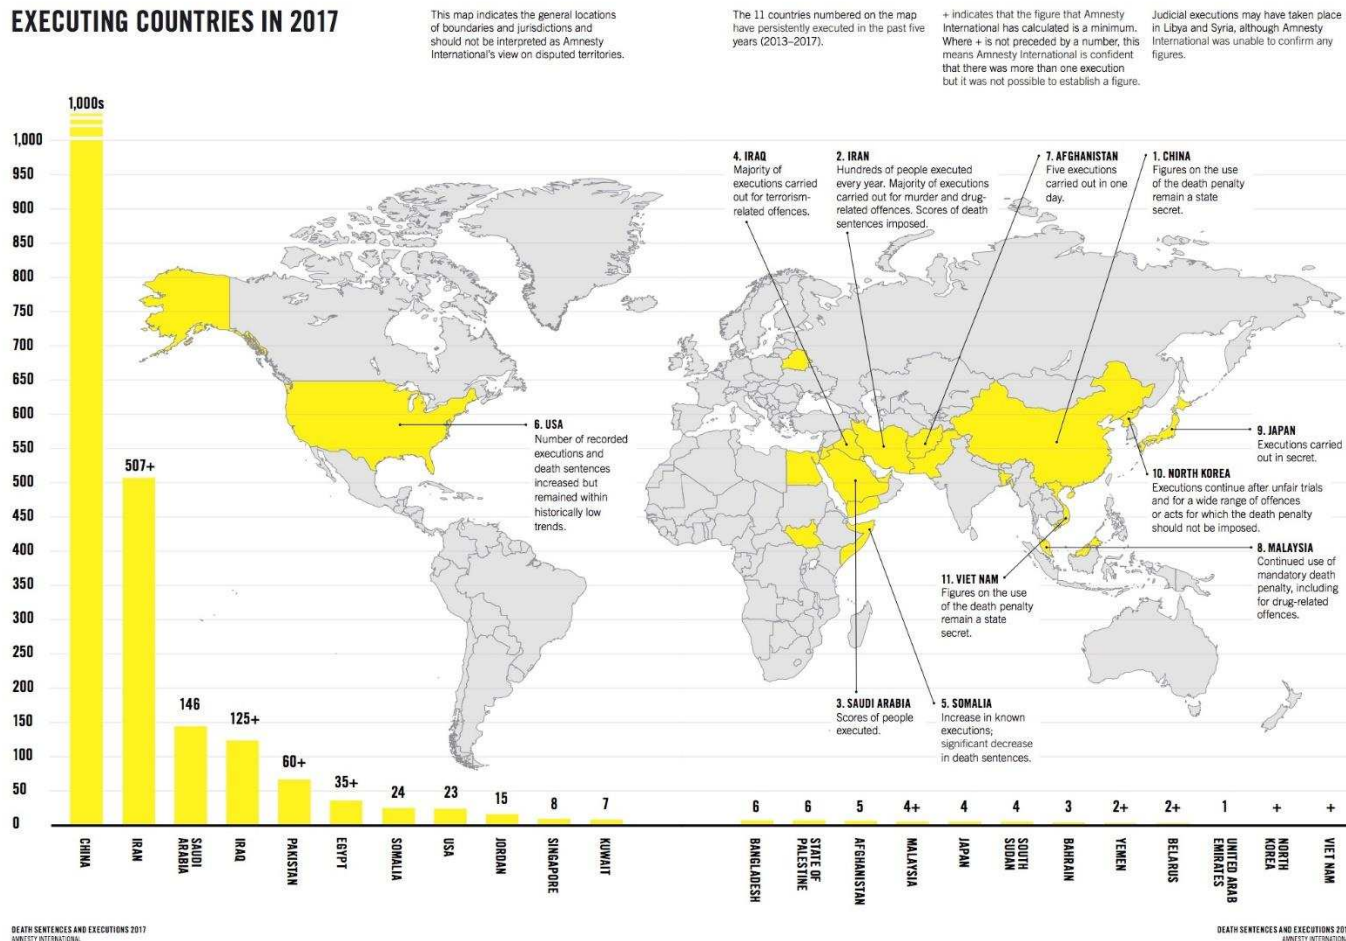 EXECUTING COUNTRIES IN 2017
This map indicates the general locations
of boundaries and jurisdictions and
should not be interpreted as Amnesty
International's view on disputed territories.
The 11 countries numbered on the map
have persistently executed in the past five
years (2013–2017).
+ indicates that the figure that Amnesty
International has calculated is a minimum.
Where + is not preceded by a number, this
means Amnesty International is confident
that there was more than one execution
but it was not possible to establish a figure.
Judicial executions may have taken place
in Libya and Syria, although Amnesty
International was unable to confirm any
figures.
1,000s
1,000
950
900
850
800
750
700
650
600
550
500
450
400
350
300
250
200
150
100
50
0
4. IRAQ
Majority of
executions carried
out for terrorism-
related offences.
2. IRAN
Hundreds of people executed
every year. Majority of executions
carried out for murder and drug-
related offences. Scores of death
sentences imposed.
7. AFGHANISTAN
Five executions
carried out in one
day.
1. CHINA
Figures on the use
of the death penalty
remain a state
secret.
6. USA
Number of recorded
executions and
death sentences
increased but
remained within
historically low
trends.
9. JAPAN
Executions carried
out in secret.
10. NORTH KOREA
Executions continue after unfair trials
and for a wide range of offences
or acts for which the death penalty
should not be imposed.
8. MALAYSIA
Continued use of
mandatory death
penalty, including
for drug-related
offences.
11. VIET NAM
Figures on the use
of the death penalty
remain a state
secret.
3. SAUDI ARABIA
Scores of people
executed.
5. SOMALIA
Increase in known
executions;
significant decrease
in death sentences.
507+
146
125+
60+
35+
24
23
15
8
7
6
6
5
4+
4
4
3
2+
2+
1
+
+
CHINA
IRAN
SAUDI
ARABIA
IRAQ
PAKISTAN
EGYPT
SOMALIA
USA
JORDAN
SINGAPORE
KUWAIT
BANGLADESH
STATE OF
PALESTINE
AFGHANISTAN
MALAYSIA
JAPAN
SOUTH
SUDAN
BAHRAIN
YEMEN
BELARUS
UNITED ARAB
EMIRATES
NORTH
KOREA
VIET NAM
DEATH SENTENCES AND EXECUTIONS 2017
AMNESTY INTERNATIONAL
DEATH SENTENCES AND EXECUTIONS 201
AMNESTY INTERNATIONA